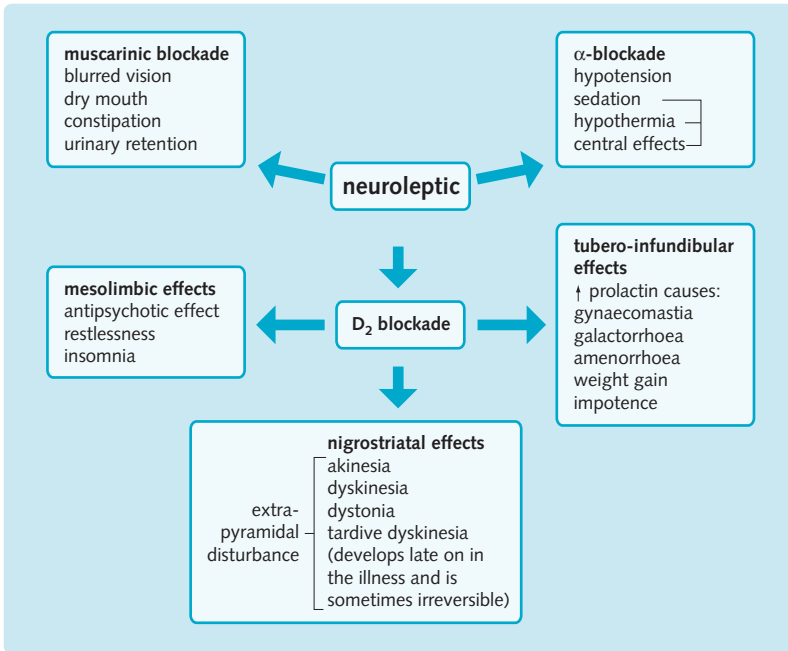 muscarinic blockade
blurred vision
dry mouth
constipation
urinary retention
α-blockade
hypotension
sedation
hypothermia
central effects
neuroleptic
mesolimbic effects
antipsychotic effect
restlessness
insomnia
D₂ blockade
tubero-infundibular
effects
↑ prolactin causes:
gynaecomastia
galactorrhoea
amenorrhoea
weight gain
impotence
nigrostriatal effects
extra-
pyramidal
disturbance
akinesia
dyskinesia
dystonia
tardive dyskinesia
(develops late on in
the illness and is
sometimes irreversible)